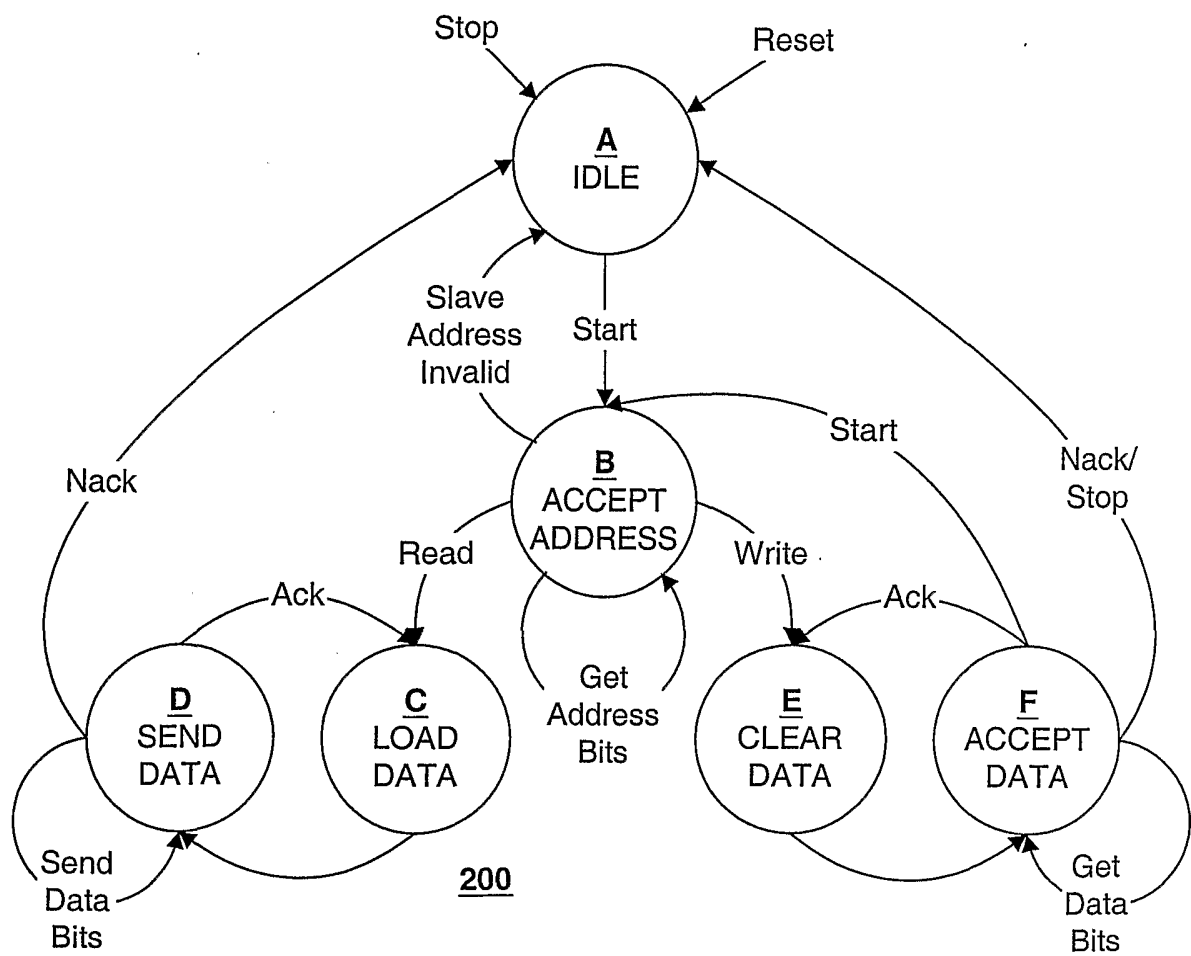 Stop
Reset
A
IDLE
Slave
Address
Invalid
Start
Start
Nack
Nack/
Stop
B
ACCEPT
ADDRESS
Read
Write
Ack
Ack
Get
Address
Bits
D
SEND
DATA
C
LOAD
DATA
E
CLEAR
DATA
F
ACCEPT
DATA
Send
Data
Bits
200
Get
Data
Bits